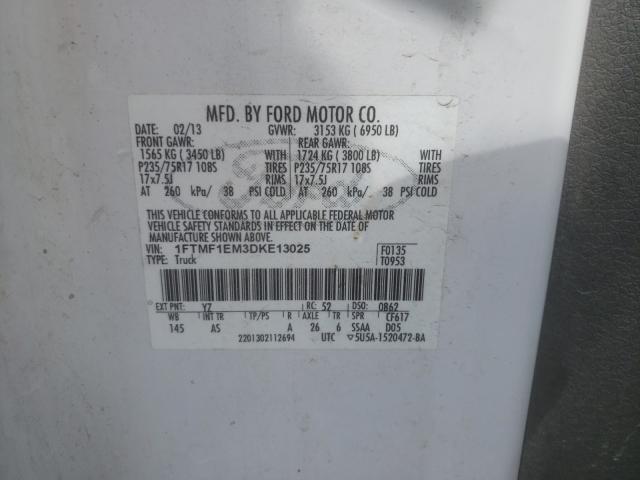 MFD. BY FORD MOTOR CO.
DATE: 02/13 GVWR: 3153 KG ( 6950 LB)
FRONT GAWR: REAR GAWR:
1565 KG ( 3450 LB) WITH 1724 KG ( 3800 LB) WITH
P235/75R17 108S TIRES P235/75R17 108S TIRES
17x7.5J RIMS 17x7.5J RIMS
AT 260 kPa/ 38 PSI COLD AT 260 kPa/ 38 PSI COLD
THIS VEHICLE CONFORMS TO ALL APPLICABLE FEDERAL MOTOR
VEHICLE SAFETY STANDARDS IN EFFECT ON THE DATE OF
MANUFACTURE SHOWN ABOVE.
VIN: 1FTMF1EM3DKE13025 F0135
TYPE: Truck T0953
EXT PNT: YZ RC: 52 DSO: 0862
WB INT TR TP/PS R AXLE TR SPR CF617
145 AS A 26 6 SSAA D05
2201302112694 UTC 5U5A-1520472-BA
Ford